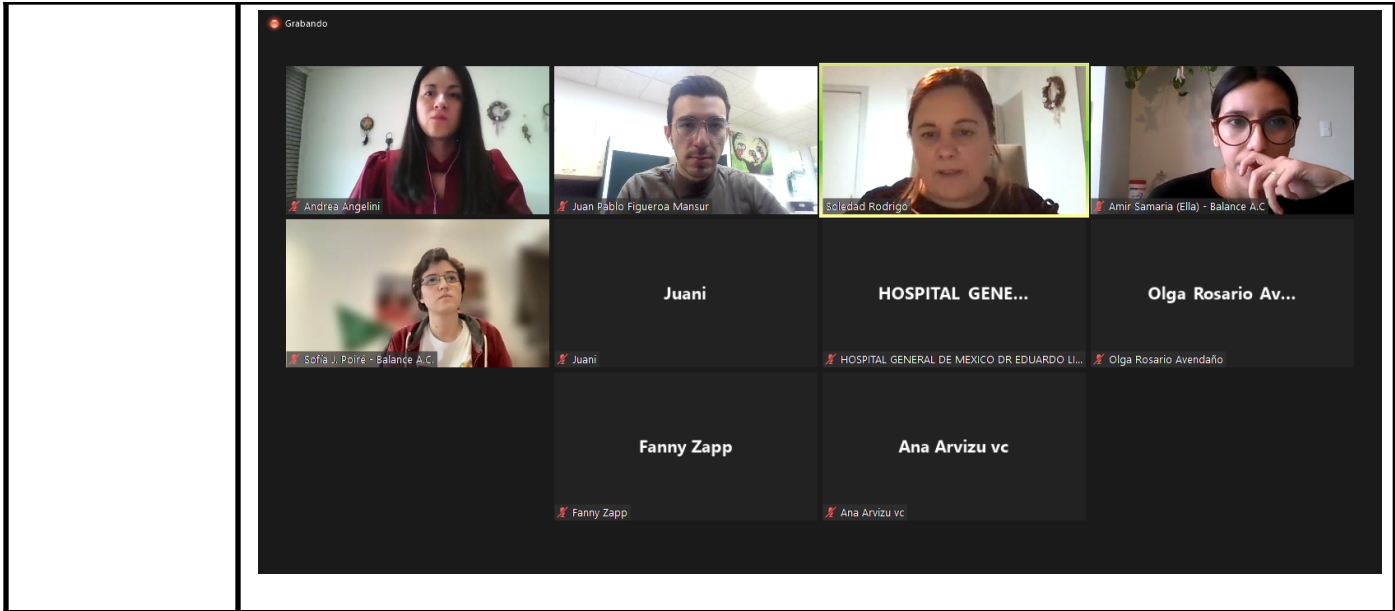 Grabando
Andrea Angelini
Juan Pablo Figueroa Mansur
Soledad Rodrigo
Amir Samaria (Ella) - Balance A.C
Juani
HOSPITAL GENE...
Olga Rosario Av...
Sofía J. Poiré - Balance A.C.
Juani
HOSPITAL GENERAL DE MEXICO DR EDUARDO LI...
Olga Rosario Avendaño
Fanny Zapp
Ana Arvizu vc
Fanny Zapp
Ana Arvizu vc